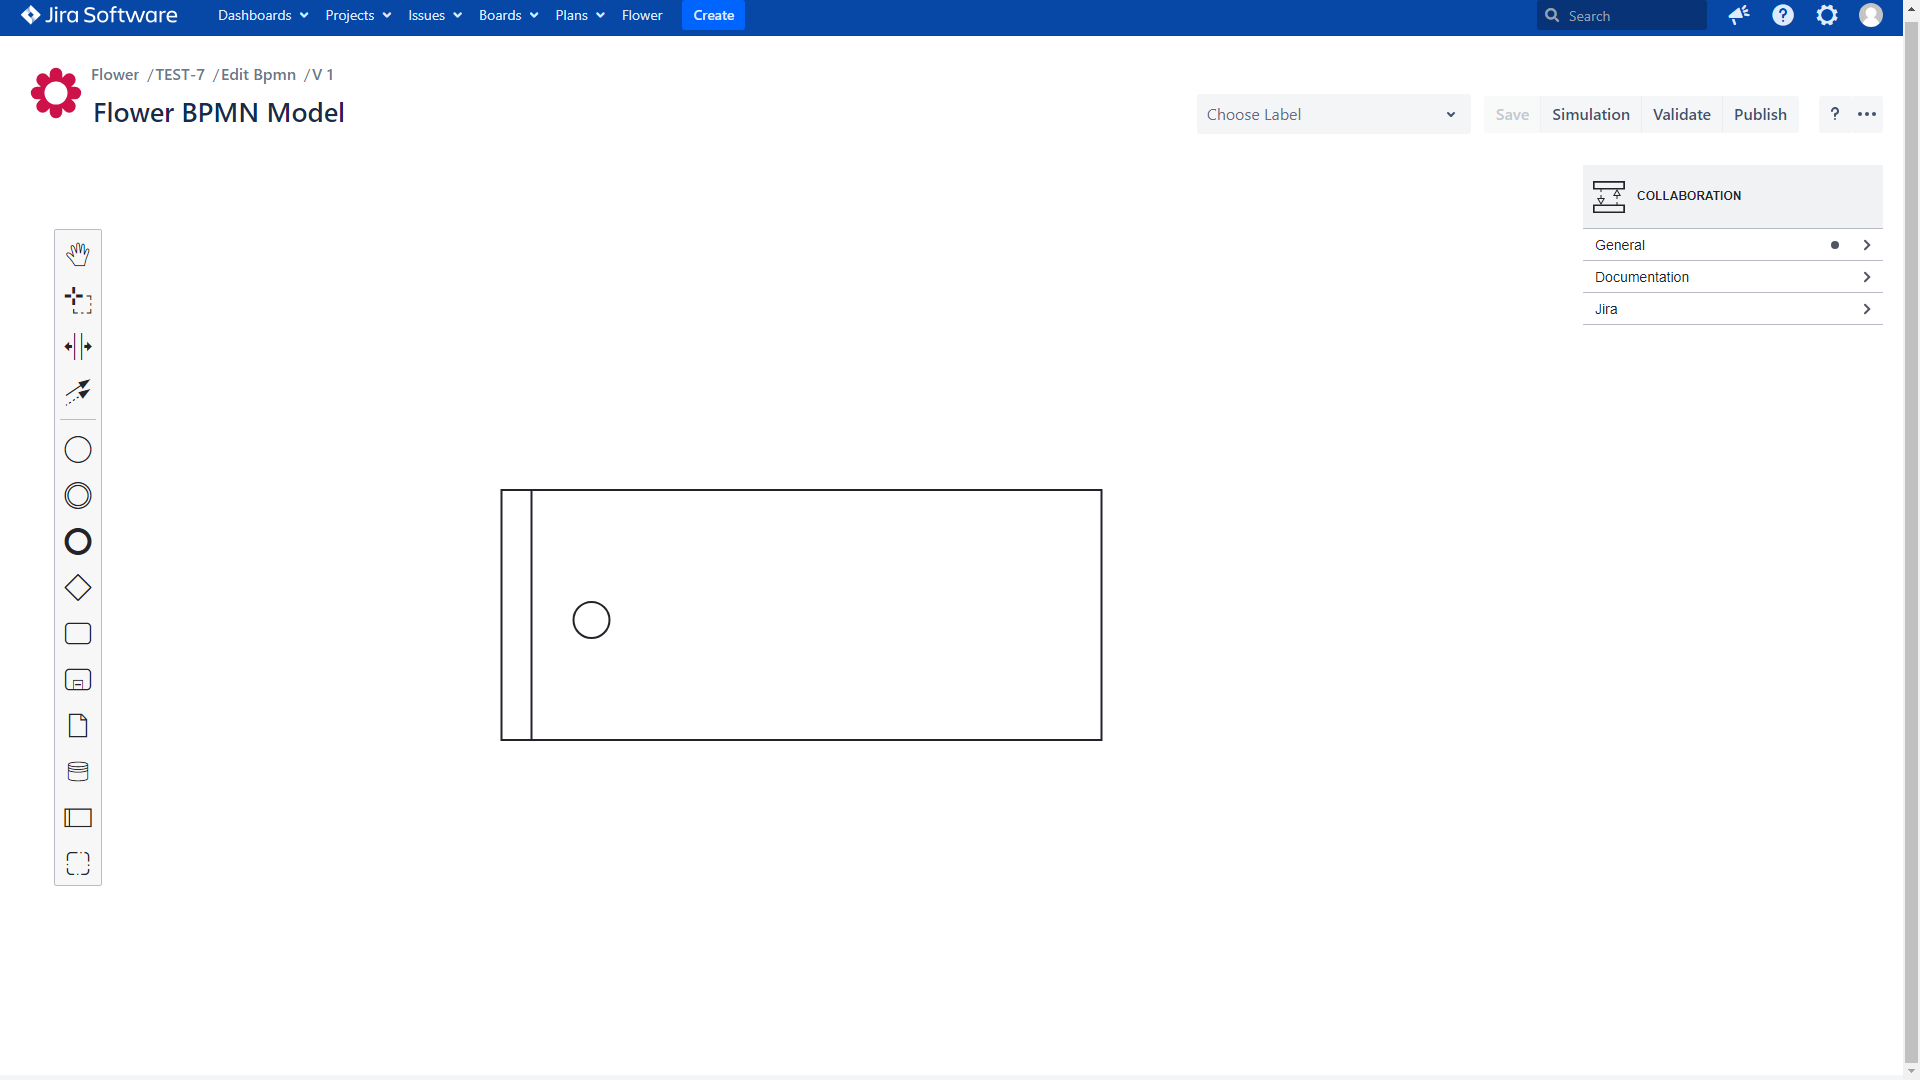 Jira Software Dashboards Projects Issues Boards Plans Flower Create Search
Flower /TEST-7 /Edit Bpmn /V 1
Flower BPMN Model
Choose Label Save Simulation Validate Publish ? •••
COLLABORATION
General
Documentation
Jira